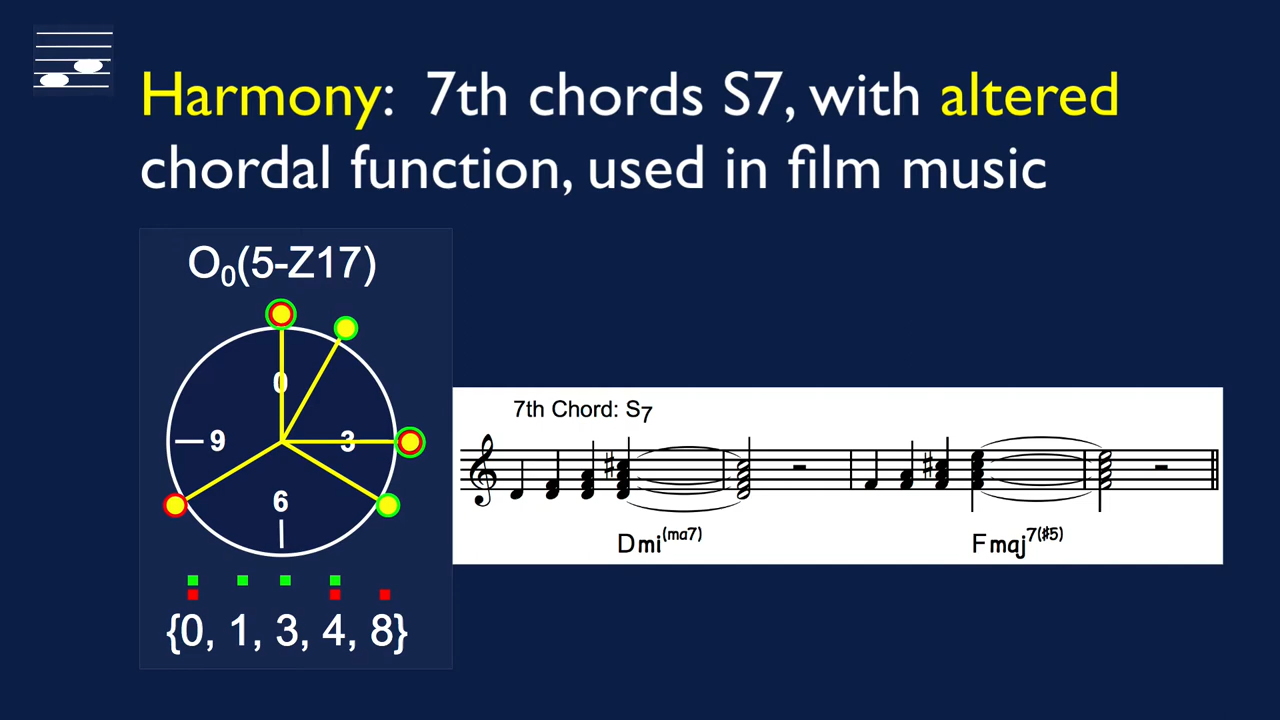 Harmony: 7th chords S7, with altered
chordal function, used in film music
O₀(5-Z17)
0
9 3
6
{0, 1, 3, 4, 8}
7th Chord: S₇
Dmi(ma7) Fmaj7(♯5)